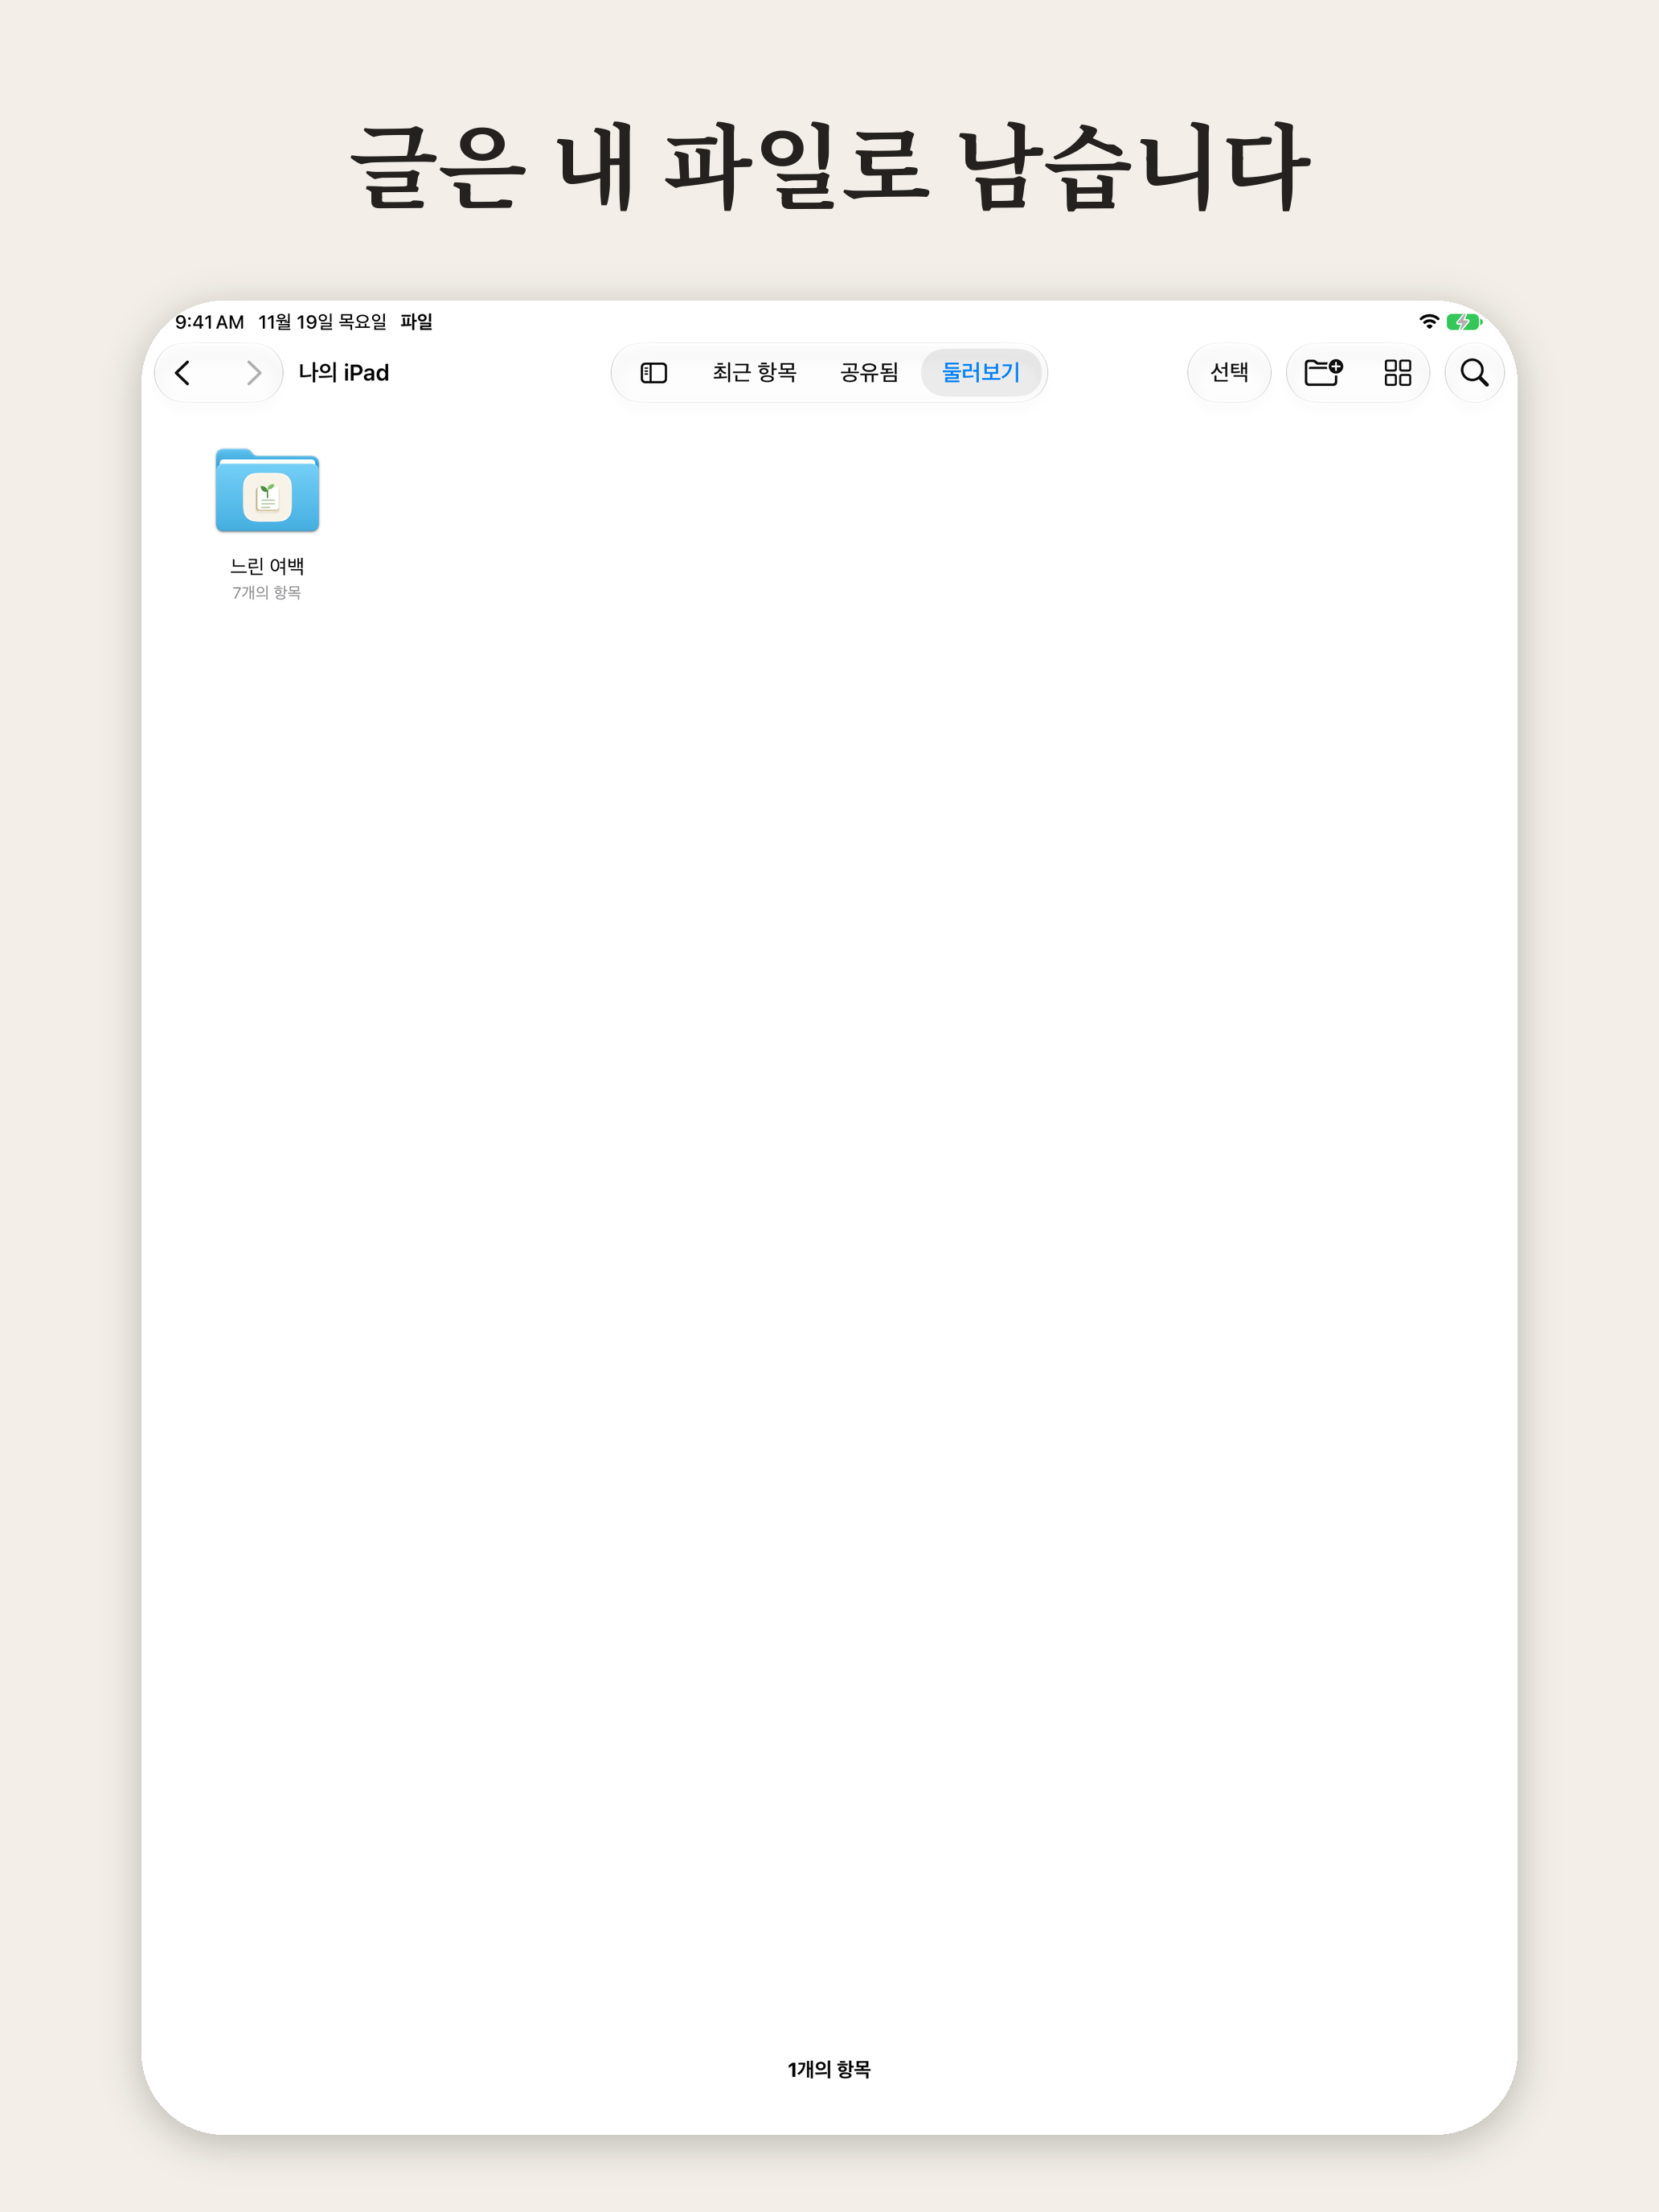 글은 내 파일로 남습니다
9:41 AM 11월 19일 목요일 파일
나의 iPad 최근 항목 공유됨 둘러보기 선택
느린 여백
7개의 항목
1개의 항목